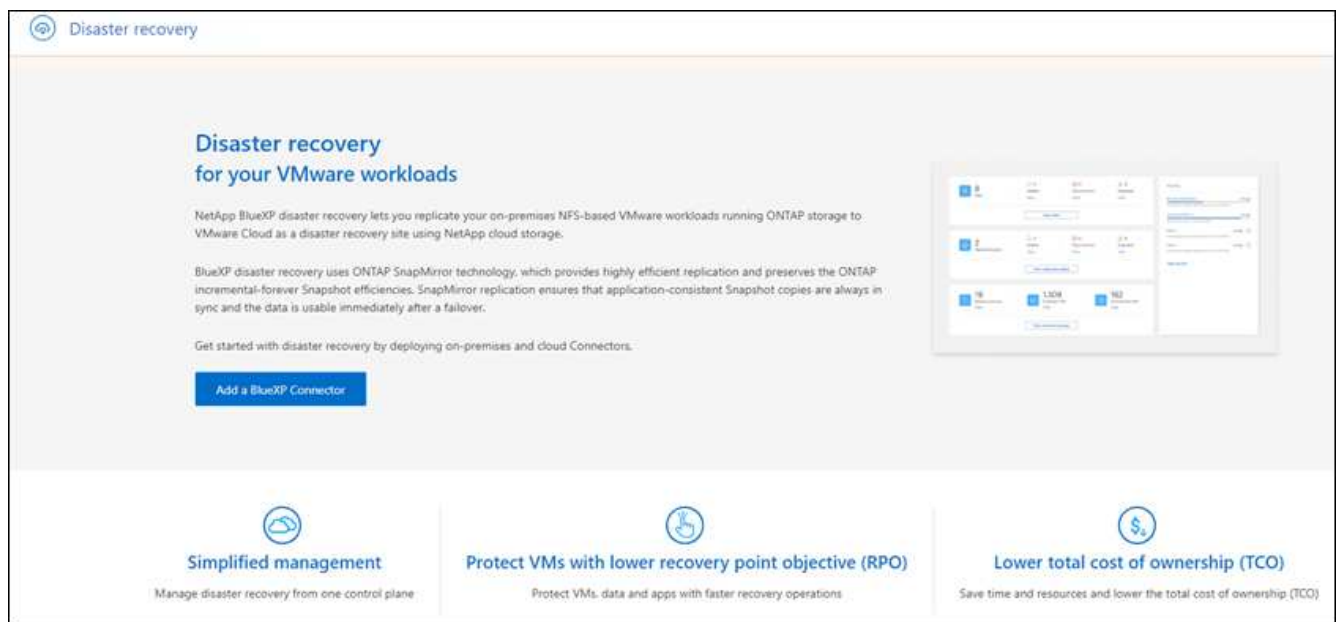 Disaster recovery
Disaster recovery
for your VMware workloads
NetApp BlueXP disaster recovery lets you replicate your on-premises NFS-based VMware workloads running ONTAP storage to
VMware Cloud as a disaster recovery site using NetApp cloud storage.
BlueXP disaster recovery uses ONTAP SnapMirror technology, which provides highly efficient replication and preserves the ONTAP
incremental-forever Snapshot efficiencies. SnapMirror replication ensures that application-consistent Snapshot copies are always in
sync and the data is usable immediately after a failover.
Get started with disaster recovery by deploying on-premises and cloud Connectors.
Add a BlueXP Connector
8
2
Simplified management
Manage disaster recovery from one control plane
Protect VMs with lower recovery point objective (RPO)
Protect VMs, data and apps with faster recovery operations
Lower total cost of ownership (TCO)
Save time and resources and lower the total cost of ownership (TCO)